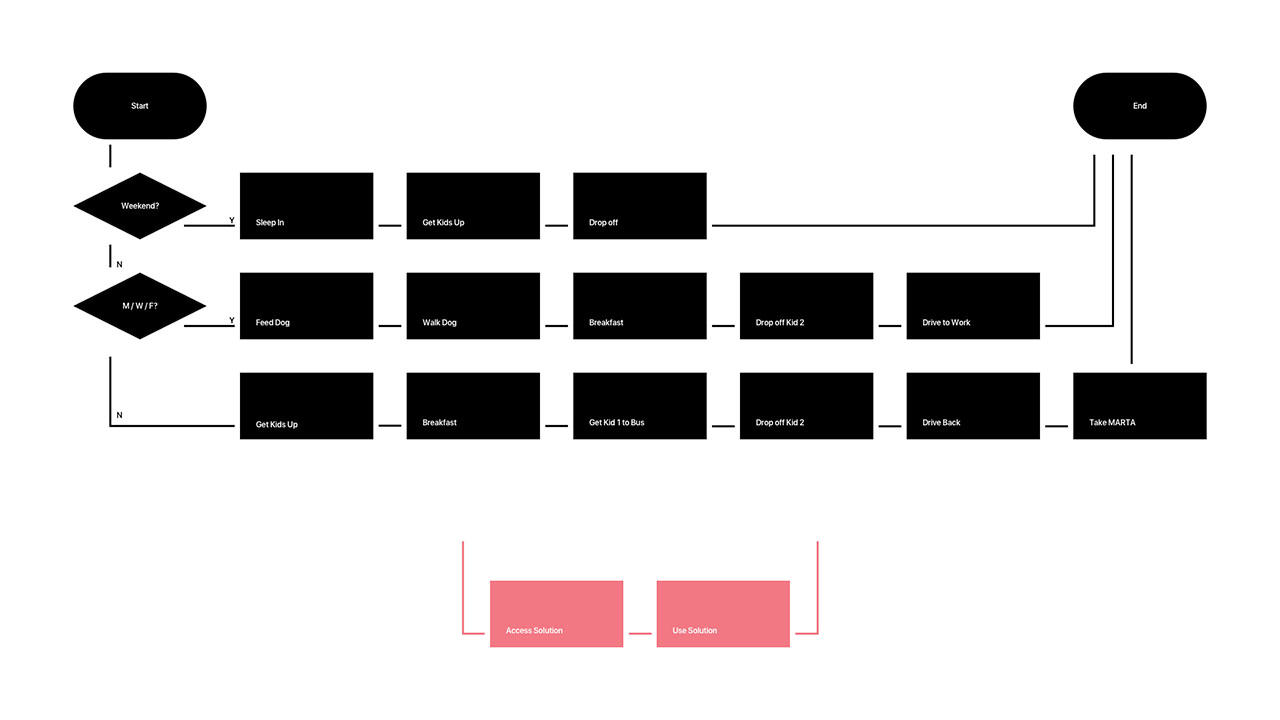 Start
End
Weekend?
Y
Sleep In
Get Kids Up
Drop off
N
M / W / F?
Y
Feed Dog
Walk Dog
Breakfast
Drop off Kid 2
Drive to Work
N
Get Kids Up
Breakfast
Get Kid 1 to Bus
Drop off Kid 2
Drive Back
Take MARTA
Access Solution
Use Solution